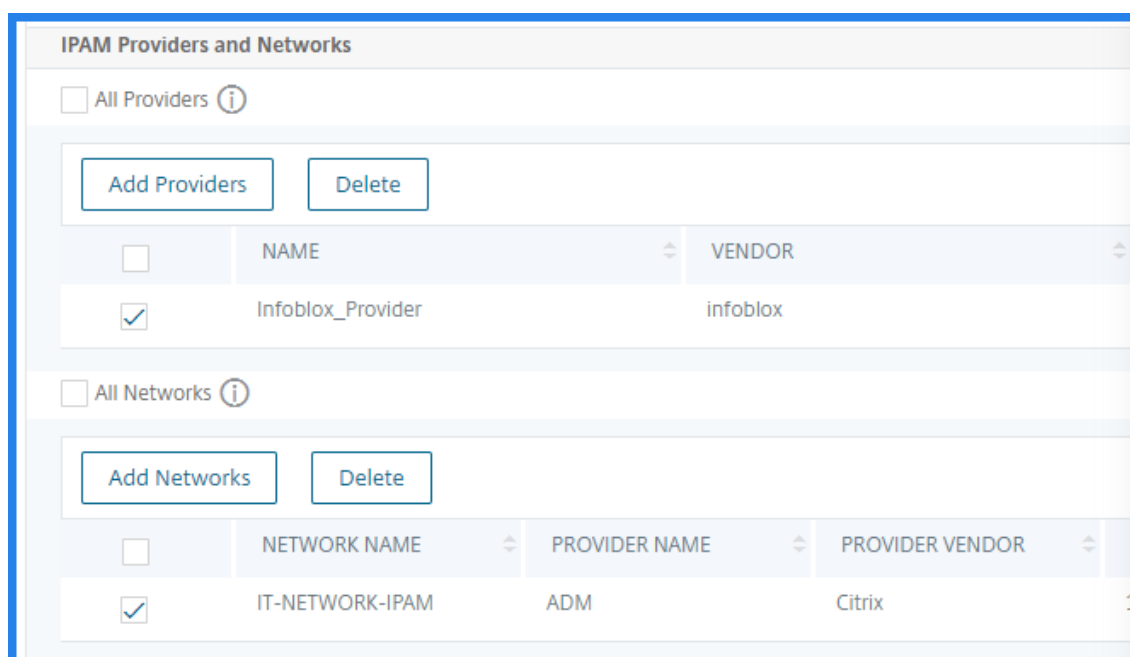 IPAM Providers and Networks
All Providers
Add Providers Delete
NAME VENDOR
Infoblox_Provider infoblox
All Networks
Add Networks Delete
NETWORK NAME PROVIDER NAME PROVIDER VENDOR
IT-NETWORK-IPAM ADM Citrix